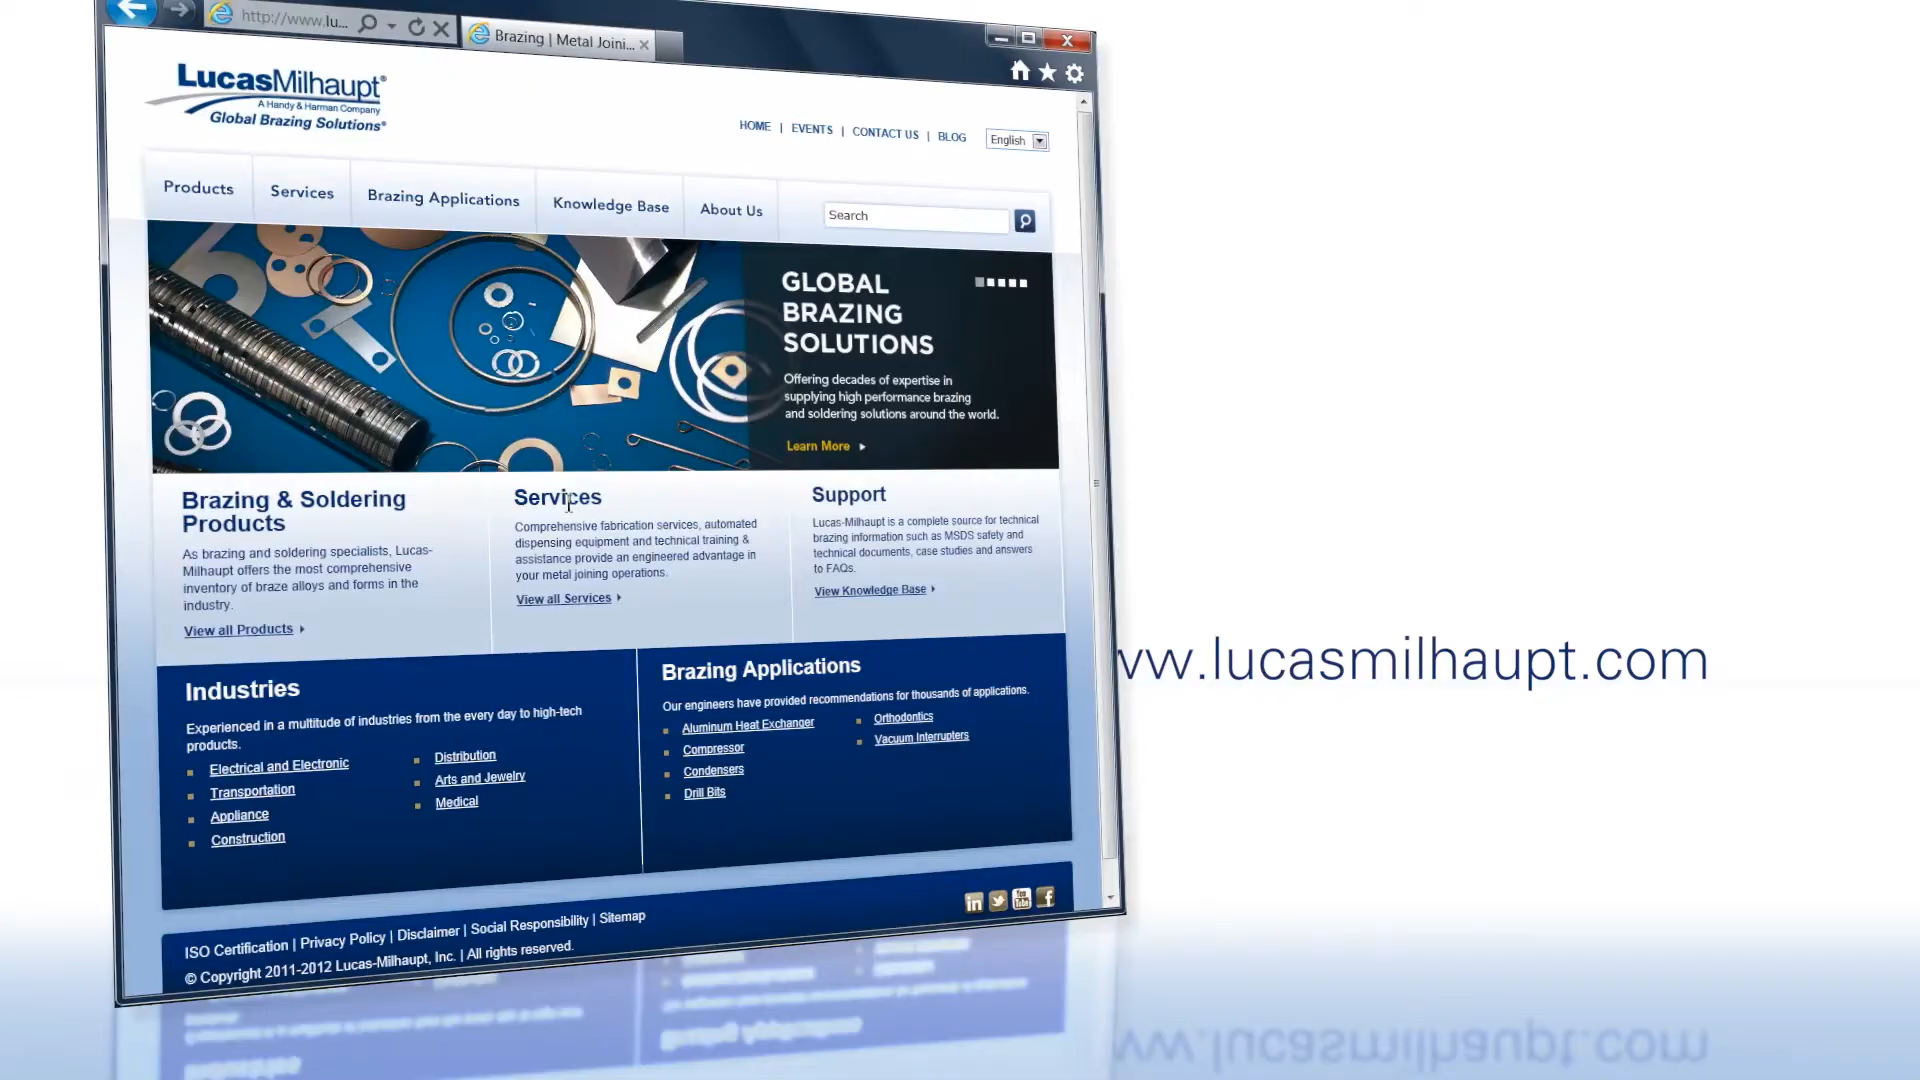 http://www.lu...
Brazing | Metal Joini...
LucasMilhaupt®
A Handy & Harman Company
Global Brazing Solutions®
HOME | EVENTS | CONTACT US | BLOG
English
Products
Services
Brazing Applications
Knowledge Base
About Us
Search
GLOBAL
BRAZING
SOLUTIONS
Offering decades of expertise in
supplying high performance brazing
and soldering solutions around the world.
Learn More
Brazing & Soldering
Products
As brazing and soldering specialists, Lucas-
Milhaupt offers the most comprehensive
inventory of braze alloys and forms in the
industry.
View all Products
Services
Comprehensive fabrication services, automated
dispensing equipment and technical training &
assistance provide an engineered advantage in
your metal joining operations.
View all Services
Support
Lucas-Milhaupt is a complete source for technical
brazing information such as MSDS safety and
technical documents, case studies and answers
to FAQs.
View Knowledge Base
www.lucasmilhaupt.com
Industries
Experienced in a multitude of industries from the every day to high-tech
products.
Electrical and Electronic
Transportation
Appliance
Construction
Distribution
Arts and Jewelry
Medical
Brazing Applications
Our engineers have provided recommendations for thousands of applications.
Aluminum Heat Exchanger
Compressor
Condensers
Drill Bits
Orthodontics
Vacuum Interrupters
ISO Certification | Privacy Policy | Disclaimer | Social Responsibility | Sitemap
© Copyright 2011-2012 Lucas-Milhaupt, Inc. | All rights reserved.
in
You
Tube
f